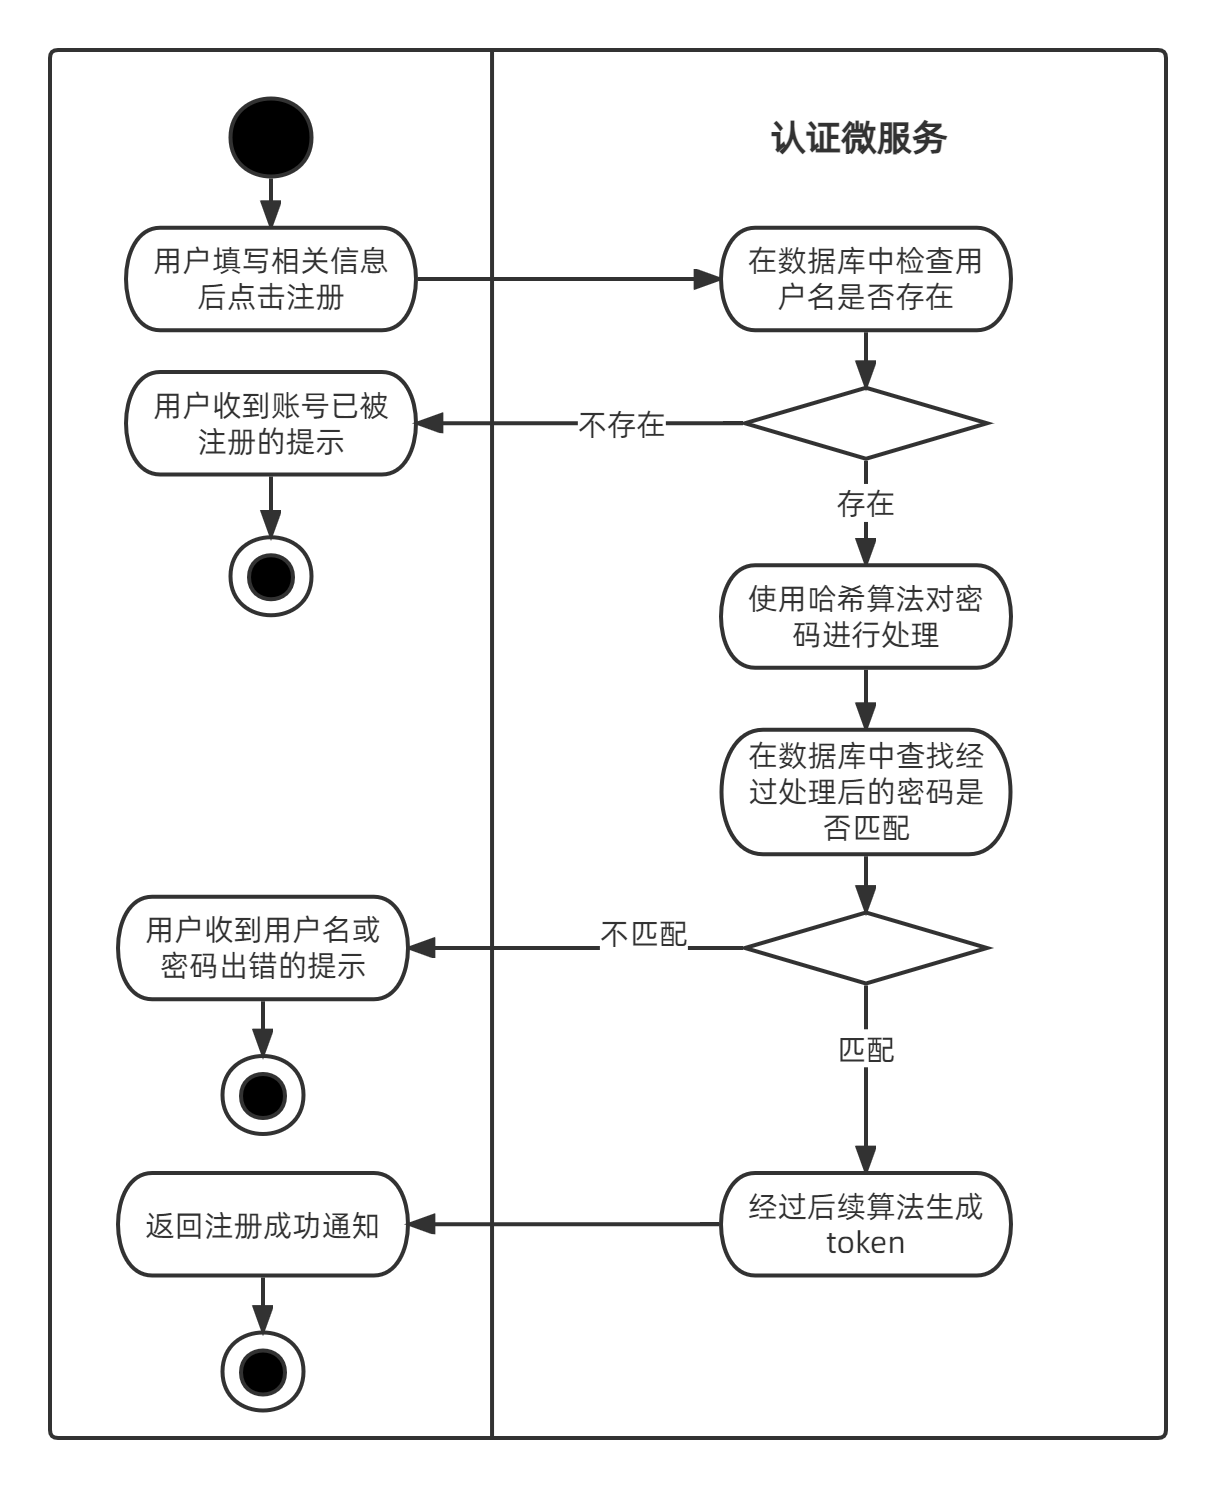 认证微服务
用户填写相关信息
后点击注册
在数据库中检查用
户名是否存在
用户收到账号已被
注册的提示
不存在
存在
使用哈希算法对密
码进行处理
在数据库中查找经
过处理后的密码是
否匹配
用户收到用户名或
密码出错的提示
不匹配
匹配
返回注册成功通知
经过后续算法生成
token